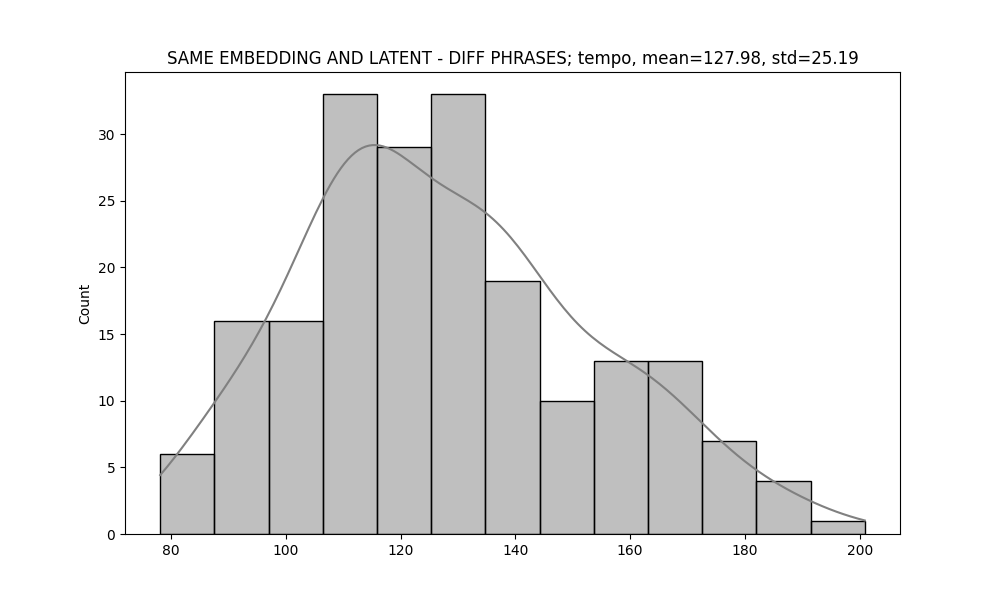 SAME EMBEDDING AND LATENT - DIFF PHRASES; tempo, mean=127.98, std=25.19
Count
30
25
20
15
10
5
0
80 100 120 140 160 180 200